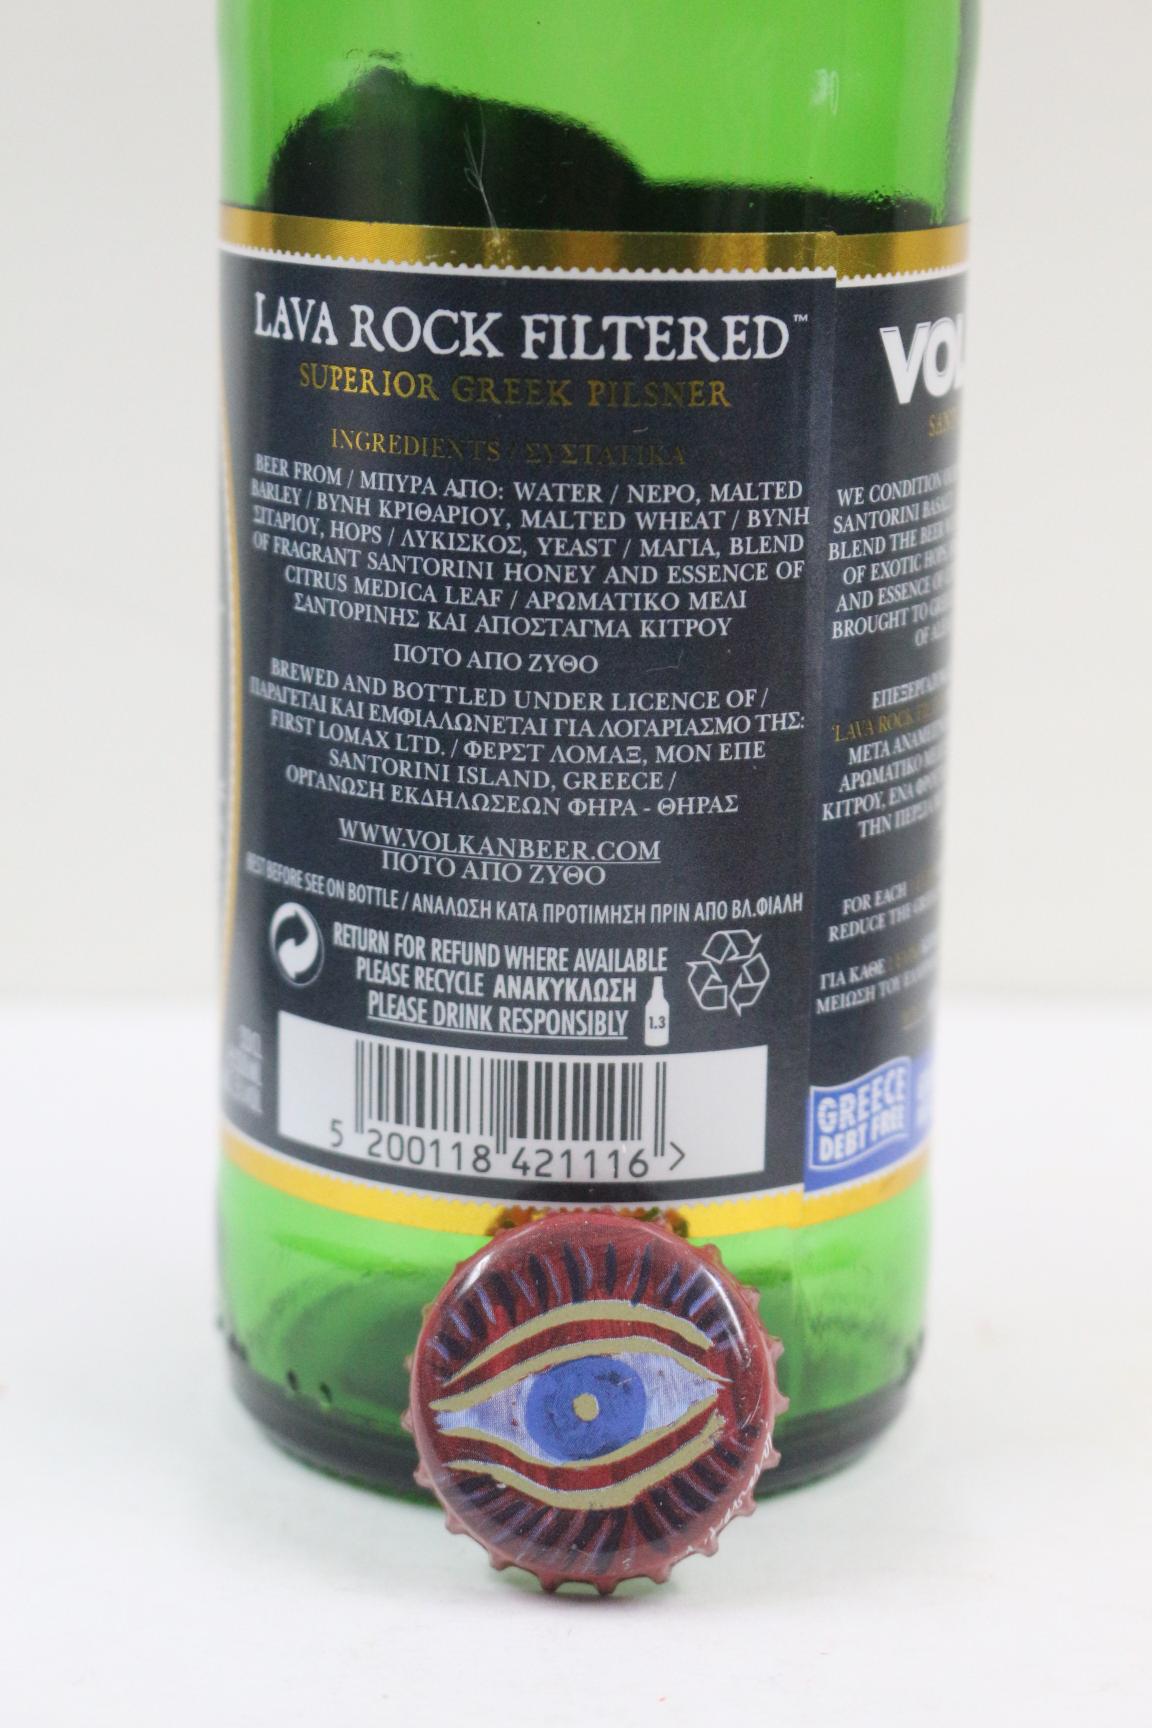 LAVA ROCK FILTERED™
SUPERIOR GREEK PILSNER
INGREDIENTS / ΣΥΣΤΑΤΙΚΑ
BEER FROM / ΜΠΥΡΑ ΑΠΟ: WATER / ΝΕΡΟ, MALTED
BARLEY / ΒΥΝΗ ΚΡΙΘΑΡΙΟΥ, MALTED WHEAT / ΒΥΝΗ
ΣΙΤΑΡΙΟΥ, HOPS / ΛΥΚΙΣΚΟΣ, YEAST / ΜΑΓΙΑ, BLEND
OF FRAGRANT SANTORINI HONEY AND ESSENCE OF
CITRUS MEDICA LEAF / ΑΡΩΜΑΤΙΚΟ ΜΕΛΙ
ΣΑΝΤΟΡΙΝΗΣ ΚΑΙ ΑΠΟΣΤΑΓΜΑ ΚΙΤΡΟΥ
ΠΟΤΟ ΑΠΟ ΖΥΘΟ
BREWED AND BOTTLED UNDER LICENCE OF /
ΠΑΡΑΓΕΤΑΙ ΚΑΙ ΕΜΦΙΑΛΩΝΕΤΑΙ ΓΙΑ ΛΟΓΑΡΙΑΣΜΟ ΤΗΣ:
FIRST LOMAX LTD. / ΦΕΡΣΤ ΛΟΜΑΞ, ΜΟΝ ΕΠΕ
SANTORINI ISLAND, GREECE /
ΟΡΓΑΝΩΣΗ ΕΚΔΗΛΩΣΕΩΝ ΦΗΡΑ - ΘΗΡΑΣ
WWW.VOLKANBEER.COM
ΠΟΤΟ ΑΠΟ ΖΥΘΟ
BEST BEFORE SEE ON BOTTLE / ΑΝΑΛΩΣΗ ΚΑΤΑ ΠΡΟΤΙΜΗΣΗ ΠΡΙΝ ΑΠΟ ΒΛ.ΦΙΑΛΗ
RETURN FOR REFUND WHERE AVAILABLE
PLEASE RECYCLE ΑΝΑΚΥΚΛΩΣΗ
PLEASE DRINK RESPONSIBLY
1.3
5 200118 421116 >
VOL
WE CONDITION
SANTORINI
BLEND THE BEER
OF EXOTIC HOPS
AND ESSENCE
BROUGHT TO
OF
LAVA ROCK
ΜΕΤΑ
ΑΡΩΜΑΤΙΚΟ
ΚΙΤΡΟΥ, ΕΝΑ
ΤΗΝ
FOR EACH
REDUCE THE
ΓΙΑ ΚΑΘΕ
ΜΕΙΩΣΗ ΤΟΥ
GREECE
DEBT FREE